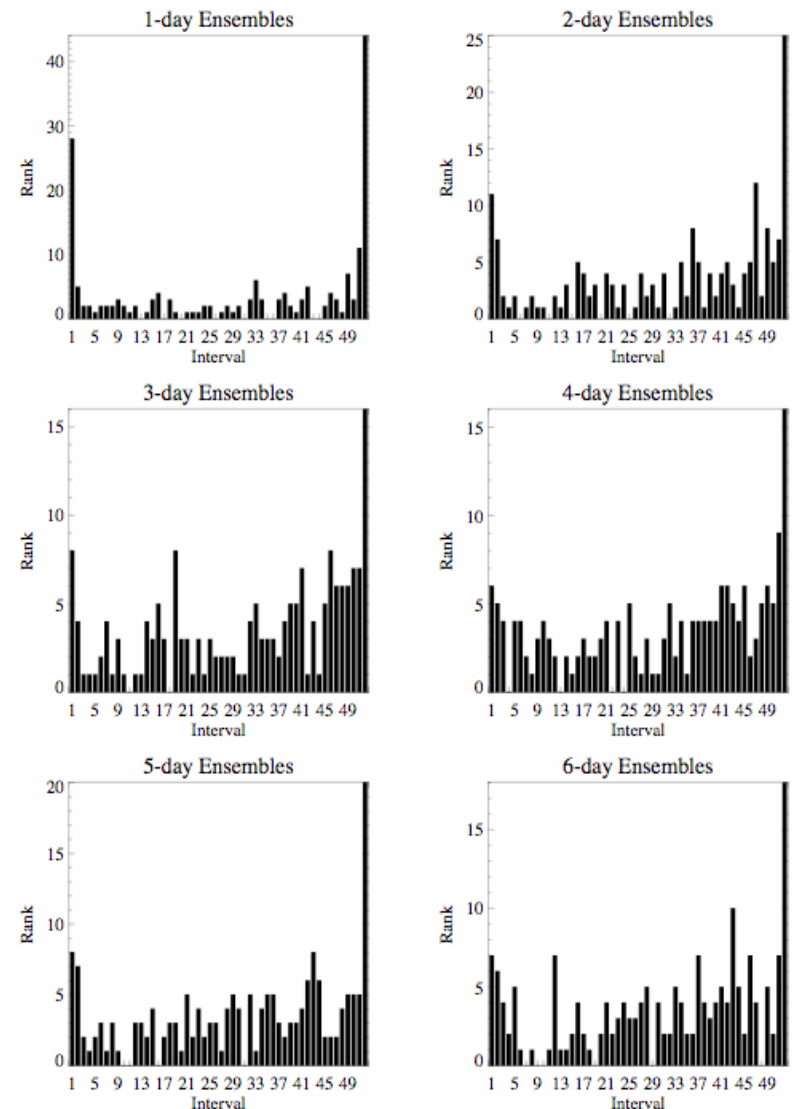 1-day Ensembles
40
30
20
10
0
Rank
1 5 9 13 17 21 25 29 33 37 41 45 49
Interval
2-day Ensembles
25
20
15
10
5
0
Rank
1 5 9 13 17 21 25 29 33 37 41 45 49
Interval
3-day Ensembles
15
10
5
0
Rank
1 5 9 13 17 21 25 29 33 37 41 45 49
Interval
4-day Ensembles
15
10
5
0
Rank
1 5 9 13 17 21 25 29 33 37 41 45 49
Interval
5-day Ensembles
20
15
10
5
0
Rank
1 5 9 13 17 21 25 29 33 37 41 45 49
Interval
6-day Ensembles
15
10
5
0
Rank
1 5 9 13 17 21 25 29 33 37 41 45 49
Interval